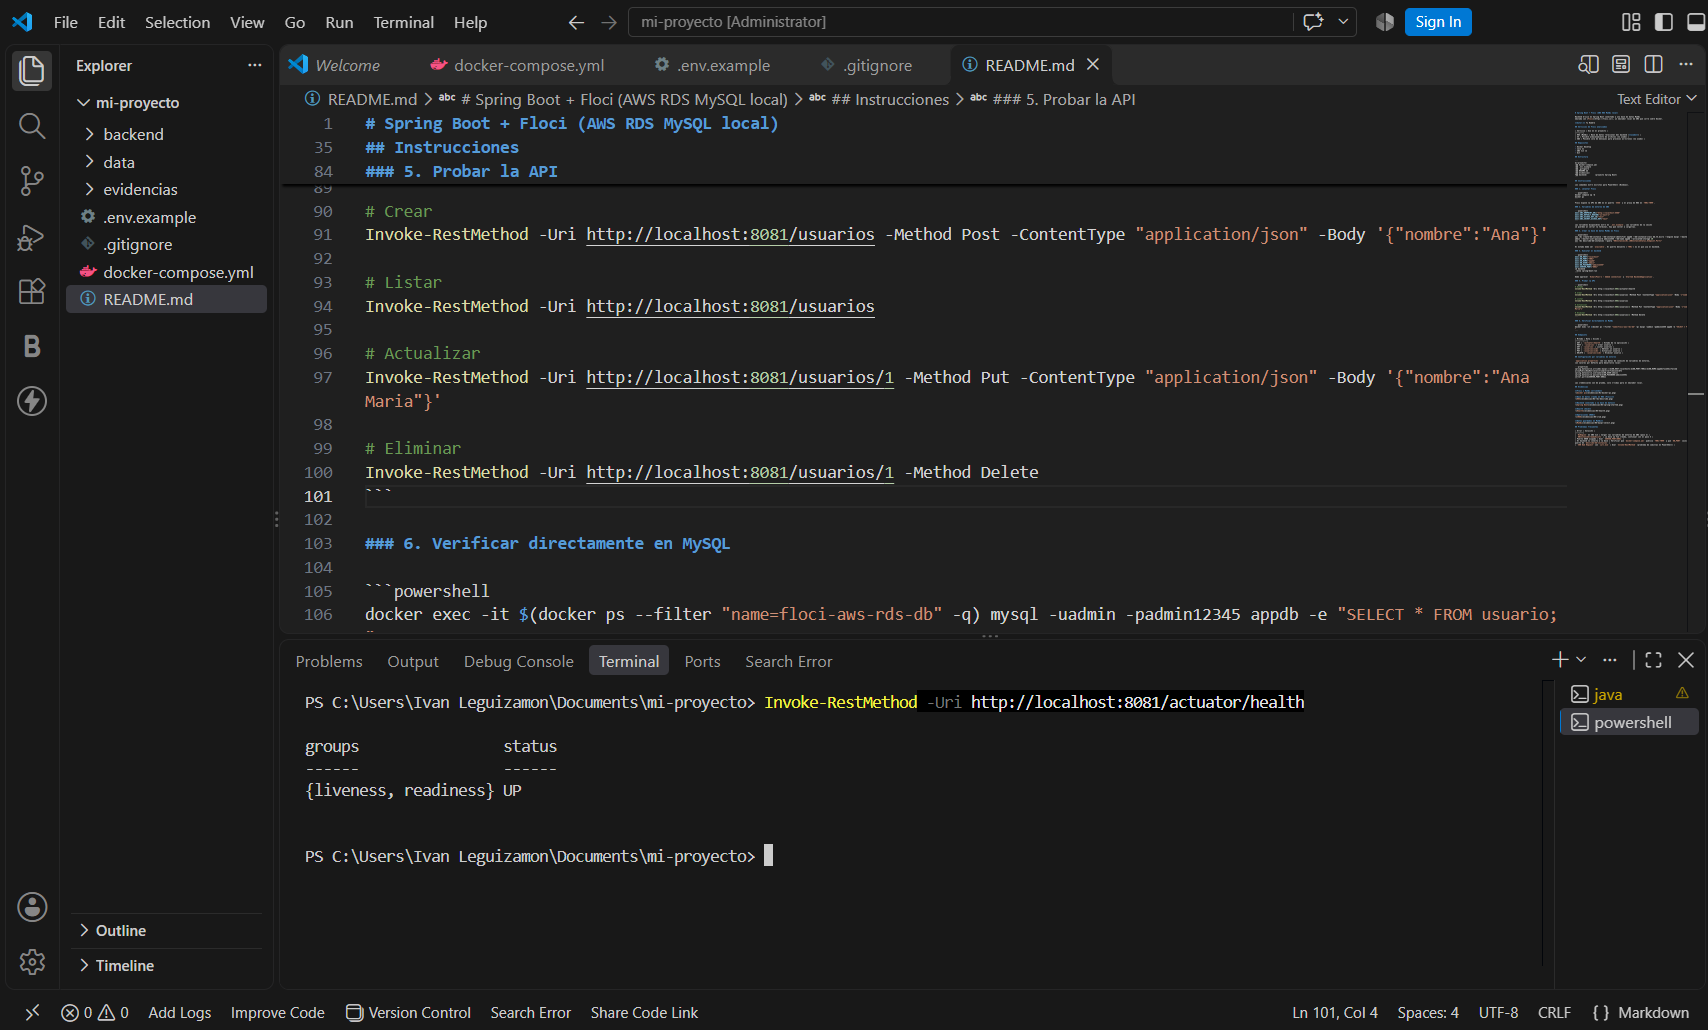 File Edit Selection View Go Run Terminal Help
mi-proyecto [Administrator]
Sign In
Explorer
mi-proyecto
backend
data
evidencias
.env.example
.gitignore
docker-compose.yml
README.md
Outline
Timeline
Welcome docker-compose.yml .env.example .gitignore README.md
README.md > # Spring Boot + Floci (AWS RDS MySQL local) > ## Instrucciones > ### 5. Probar la API
Text Editor
1 # Spring Boot + Floci (AWS RDS MySQL local)
35 ## Instrucciones
84 ### 5. Probar la API
89
90 # Crear
91 Invoke-RestMethod -Uri http://localhost:8081/usuarios -Method Post -ContentType "application/json" -Body '{"nombre":"Ana"}'
92
93 # Listar
94 Invoke-RestMethod -Uri http://localhost:8081/usuarios
95
96 # Actualizar
97 Invoke-RestMethod -Uri http://localhost:8081/usuarios/1 -Method Put -ContentType "application/json" -Body '{"nombre":"Ana
Maria"}'
98
99 # Eliminar
100 Invoke-RestMethod -Uri http://localhost:8081/usuarios/1 -Method Delete
101 ```
102
103 ### 6. Verificar directamente en MySQL
104
105 ```powershell
106 docker exec -it $(docker ps --filter "name=floci-aws-rds-db" -q) mysql -uadmin -padmin12345 appdb -e "SELECT * FROM usuario;
"
Problems Output Debug Console Terminal Ports Search Error
PS C:\Users\Ivan Leguizamon\Documents\mi-proyecto> Invoke-RestMethod -Uri http://localhost:8081/actuator/health
groups status
------ ------
{liveness, readiness} UP
PS C:\Users\Ivan Leguizamon\Documents\mi-proyecto>
java
powershell
0 0 Add Logs Improve Code Version Control Search Error Share Code Link
Ln 101, Col 4 Spaces: 4 UTF-8 CRLF { } Markdown